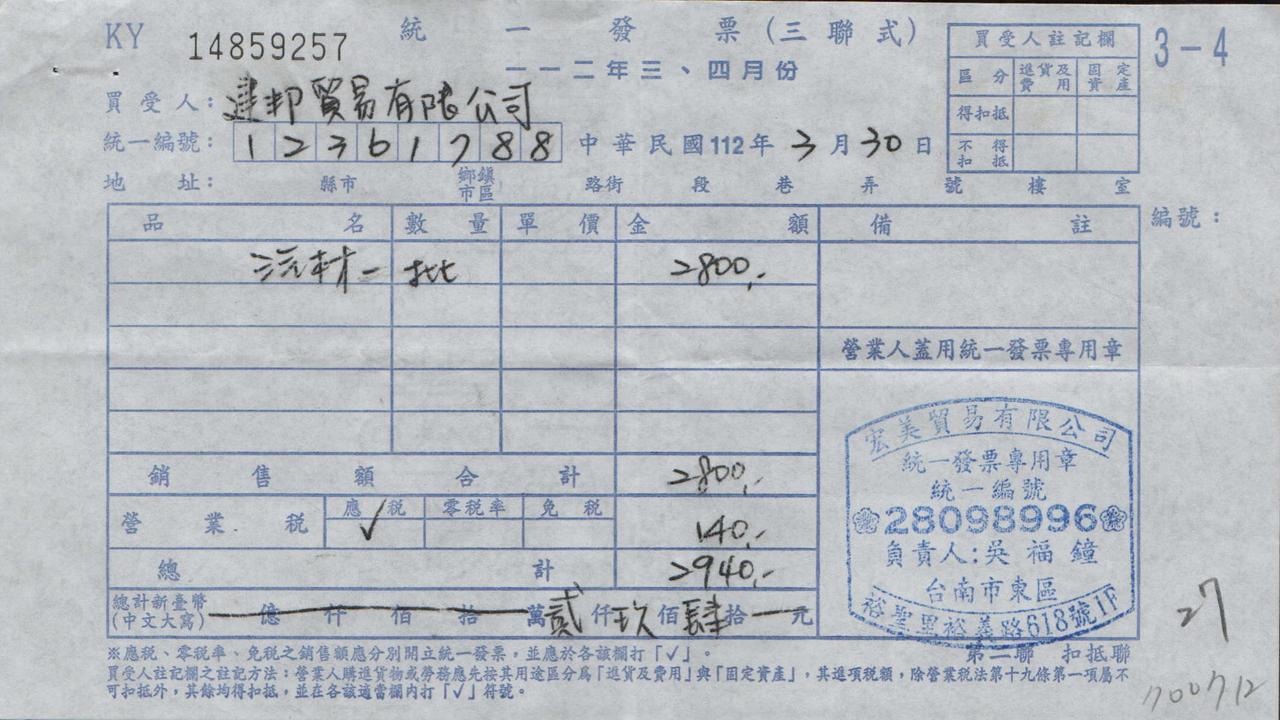 KY 14859257 統一發票(三聯式)
一一二年三、四月份
3-4
買受人註記欄
區分 進貨及費用 固定資產
得扣抵
不得扣抵
買受人: 建邦貿易有限公司
統一編號: 12361788 中華民國112年3月30日
地址: 縣市 鄉鎮市區 路街 段 巷 弄 號 樓 室
品名 數量 單價 金額 備註 編號:
汽材一批 2800.-
營業人蓋用統一發票專用章
銷售額合計 2800.-
營業稅 應稅 ✓ 零稅率 免稅 140.-
總計 2940.-
總計新臺幣(中文大寫) 億 仟 佰 拾 萬 貳 仟 玖 佰 肆 拾 元
宏美貿易有限公司
統一發票專用章
統一編號
28098996
負責人:吳福鐘
台南市東區
裕聖里裕義路618號1F
第二聯 扣抵聯
※應稅、零稅率、免稅之銷售額應分別開立統一發票,並應於各該欄打「✓」。
買受人註記欄之註記方法:營業人購進貨物或勞務應先按其用途區分為「進貨及費用」與「固定資產」,其進項稅額,除營業稅法第十九條第一項屬不
可扣抵外,其餘均得扣抵,並在各該適當欄內打「✓」符號。
27